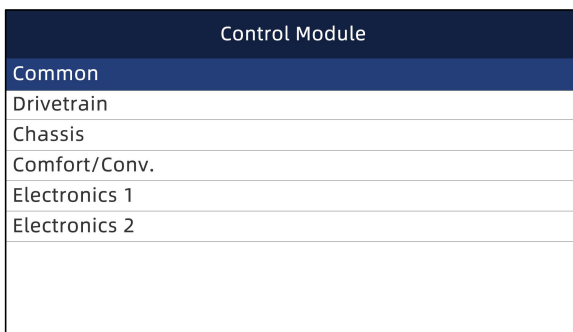 Control Module
Common
Drivetrain
Chassis
Comfort/Conv.
Electronics 1
Electronics 2